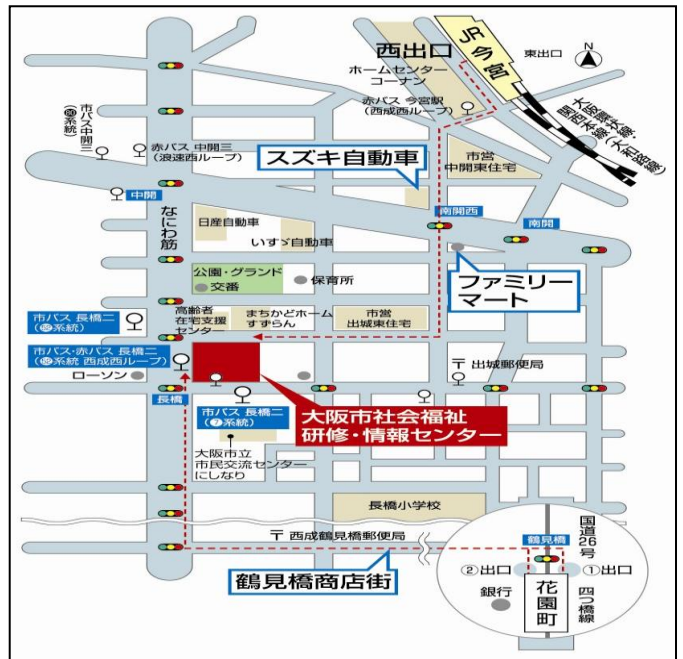 西出口
ホームセンター
コーナン
JR今宮
東出口
N
赤バス 今宮駅
(西成西ループ)
大阪環状線・
関西本線(大和路線)
市バス中開三
赤バス 中開三
(浪速西ループ)
スズキ自動車
市営
中開東住宅
中開
なにわ筋
日産自動車
いすゞ自動車
南開西
南開
公園・グランド
交番
保育所
ファミリー
マート
高齢者
在宅支援
センター
まちかどホーム
すずらん
市営
出城東住宅
市バス 長橋二
市バス・赤バス 長橋二
系統 西成西ループ)
ローソン
〒出城郵便局
長橋
市バス 長橋二
(❼系統)
大阪市社会福祉
研修・情報センター
大阪市立
市民交流センター
にしなり
長橋小学校
〒西成鶴見橋郵便局
鶴見橋商店街
鶴見橋
国道26号
②出口
①出口
銀行
花園町
四つ橋線